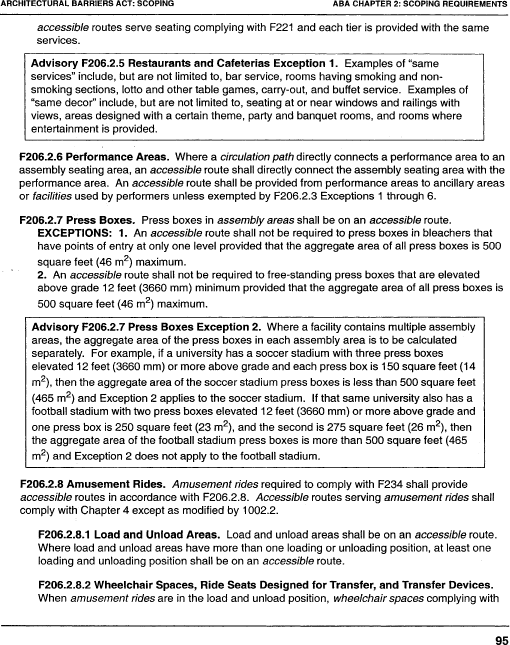 ARCHITECTURAL BARRIERS ACT: SCOPING
ABA CHAPTER 2: SCOPING REQUIREMENTS
accessible routes serve seating complying with F221 and each tier is provided with the same
services.
Advisory F206.2.5 Restaurants and Cafeterias Exception 1. Examples of “same
services” include, but are not limited to, bar service, rooms having smoking and non-
smoking sections, lotto and other table games, carry-out, and buffet service. Examples of
“same decor” include, but are not limited to, seating at or near windows and railings with
views, areas designed with a certain theme, party and banquet rooms, and rooms where
entertainment is provided.
F206.2.6 Performance Areas. Where a circulation path directly connects a performance area to an
assembly seating area, an accessible route shall directly connect the assembly seating area with the
performance area. An accessible route shall be provided from performance areas to ancillary areas
or facilities used by performers unless exempted by F206.2.3 Exceptions 1 through 6.
F206.2.7 Press Boxes. Press boxes in assembly areas shall be on an accessible route.
EXCEPTIONS: 1. An accessible route shall not be required to press boxes in bleachers that
have points of entry at only one level provided that the aggregate area of all press boxes is 500
square feet (46 m²) maximum.
2. An accessible route shall not be required to free-standing press boxes that are elevated
above grade 12 feet (3660 mm) minimum provided that the aggregate area of all press boxes is
500 square feet (46 m²) maximum.
Advisory F206.2.7 Press Boxes Exception 2. Where a facility contains multiple assembly
areas, the aggregate area of the press boxes in each assembly area is to be calculated
separately. For example, if a university has a soccer stadium with three press boxes
elevated 12 feet (3660 mm) or more above grade and each press box is 150 square feet (14
m²), then the aggregate area of the soccer stadium press boxes is less than 500 square feet
(465 m²) and Exception 2 applies to the soccer stadium. If that same university also has a
football stadium with two press boxes elevated 12 feet (3660 mm) or more above grade and
one press box is 250 square feet (23 m²), and the second is 275 square feet (26 m²), then
the aggregate area of the football stadium press boxes is more than 500 square feet (465
m²) and Exception 2 does not apply to the football stadium.
F206.2.8 Amusement Rides. Amusement rides required to comply with F234 shall provide
accessible routes in accordance with F206.2.8. Accessible routes serving amusement rides shall
comply with Chapter 4 except as modified by 1002.2.
F206.2.8.1 Load and Unload Areas. Load and unload areas shall be on an accessible route.
Where load and unload areas have more than one loading or unloading position, at least one
loading and unloading position shall be on an accessible route.
F206.2.8.2 Wheelchair Spaces, Ride Seats Designed for Transfer, and Transfer Devices.
When amusement rides are in the load and unload position, wheelchair spaces complying with
95